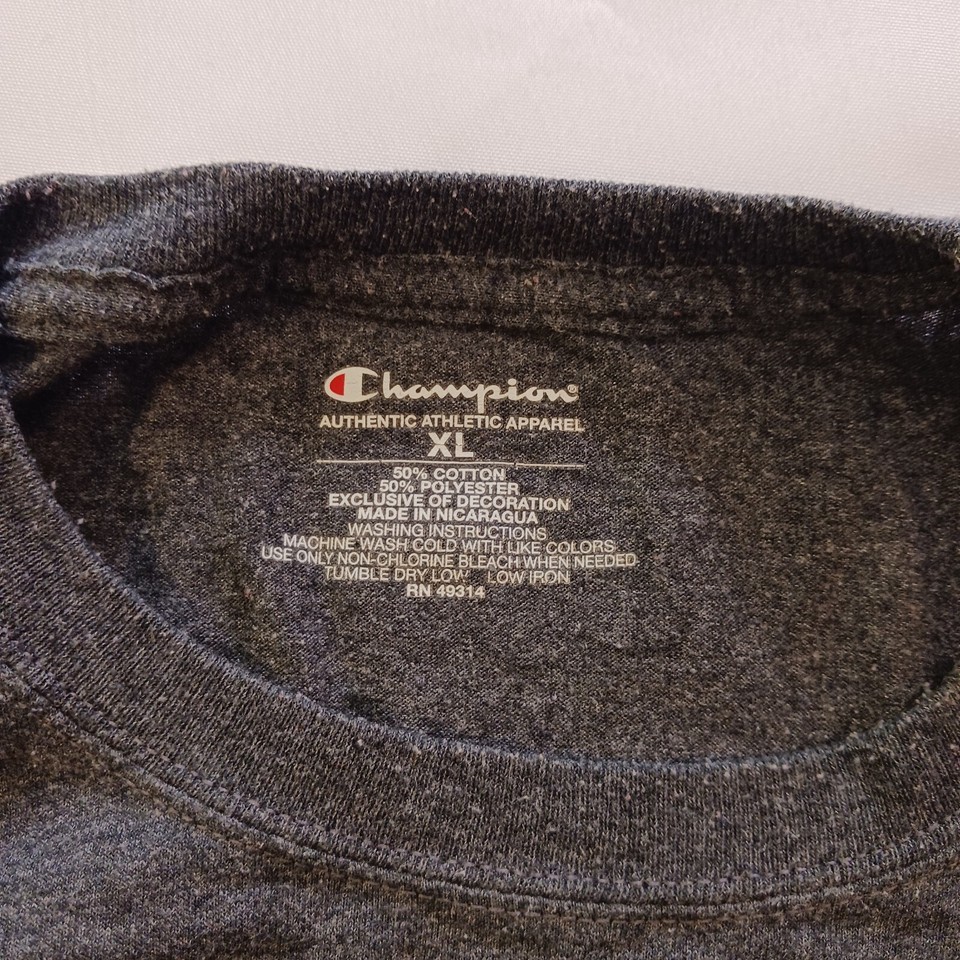 Champion®
AUTHENTIC ATHLETIC APPAREL
XL
50% COTTON
50% POLYESTER
EXCLUSIVE OF DECORATION
MADE IN NICARAGUA
WASHING INSTRUCTIONS
MACHINE WASH COLD WITH LIKE COLORS
USE ONLY NON-CHLORINE BLEACH WHEN NEEDED
TUMBLE DRY LOW LOW IRON
RN 49314